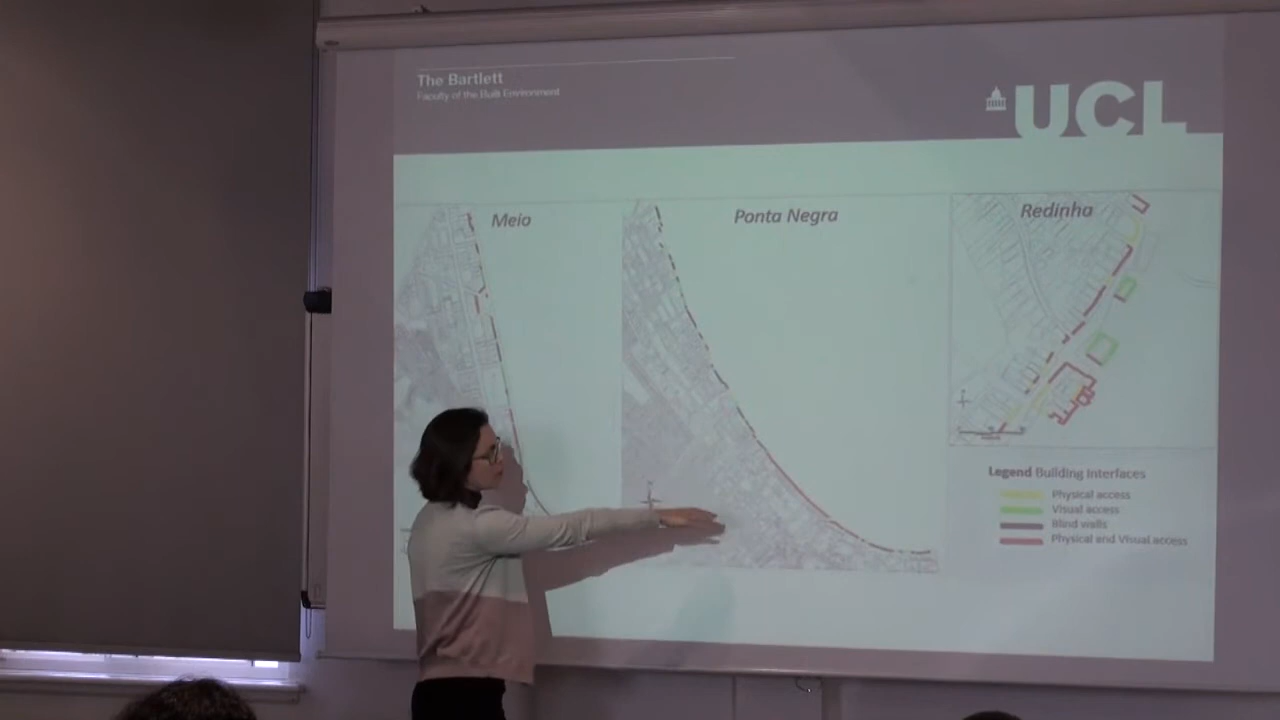 The Bartlett
Faculty of the Built Environment
UCL
Meio
Ponta Negra
Redinha
Legend Building Interfaces
Physical access
Visual access
Blind walls
Physical and Visual access